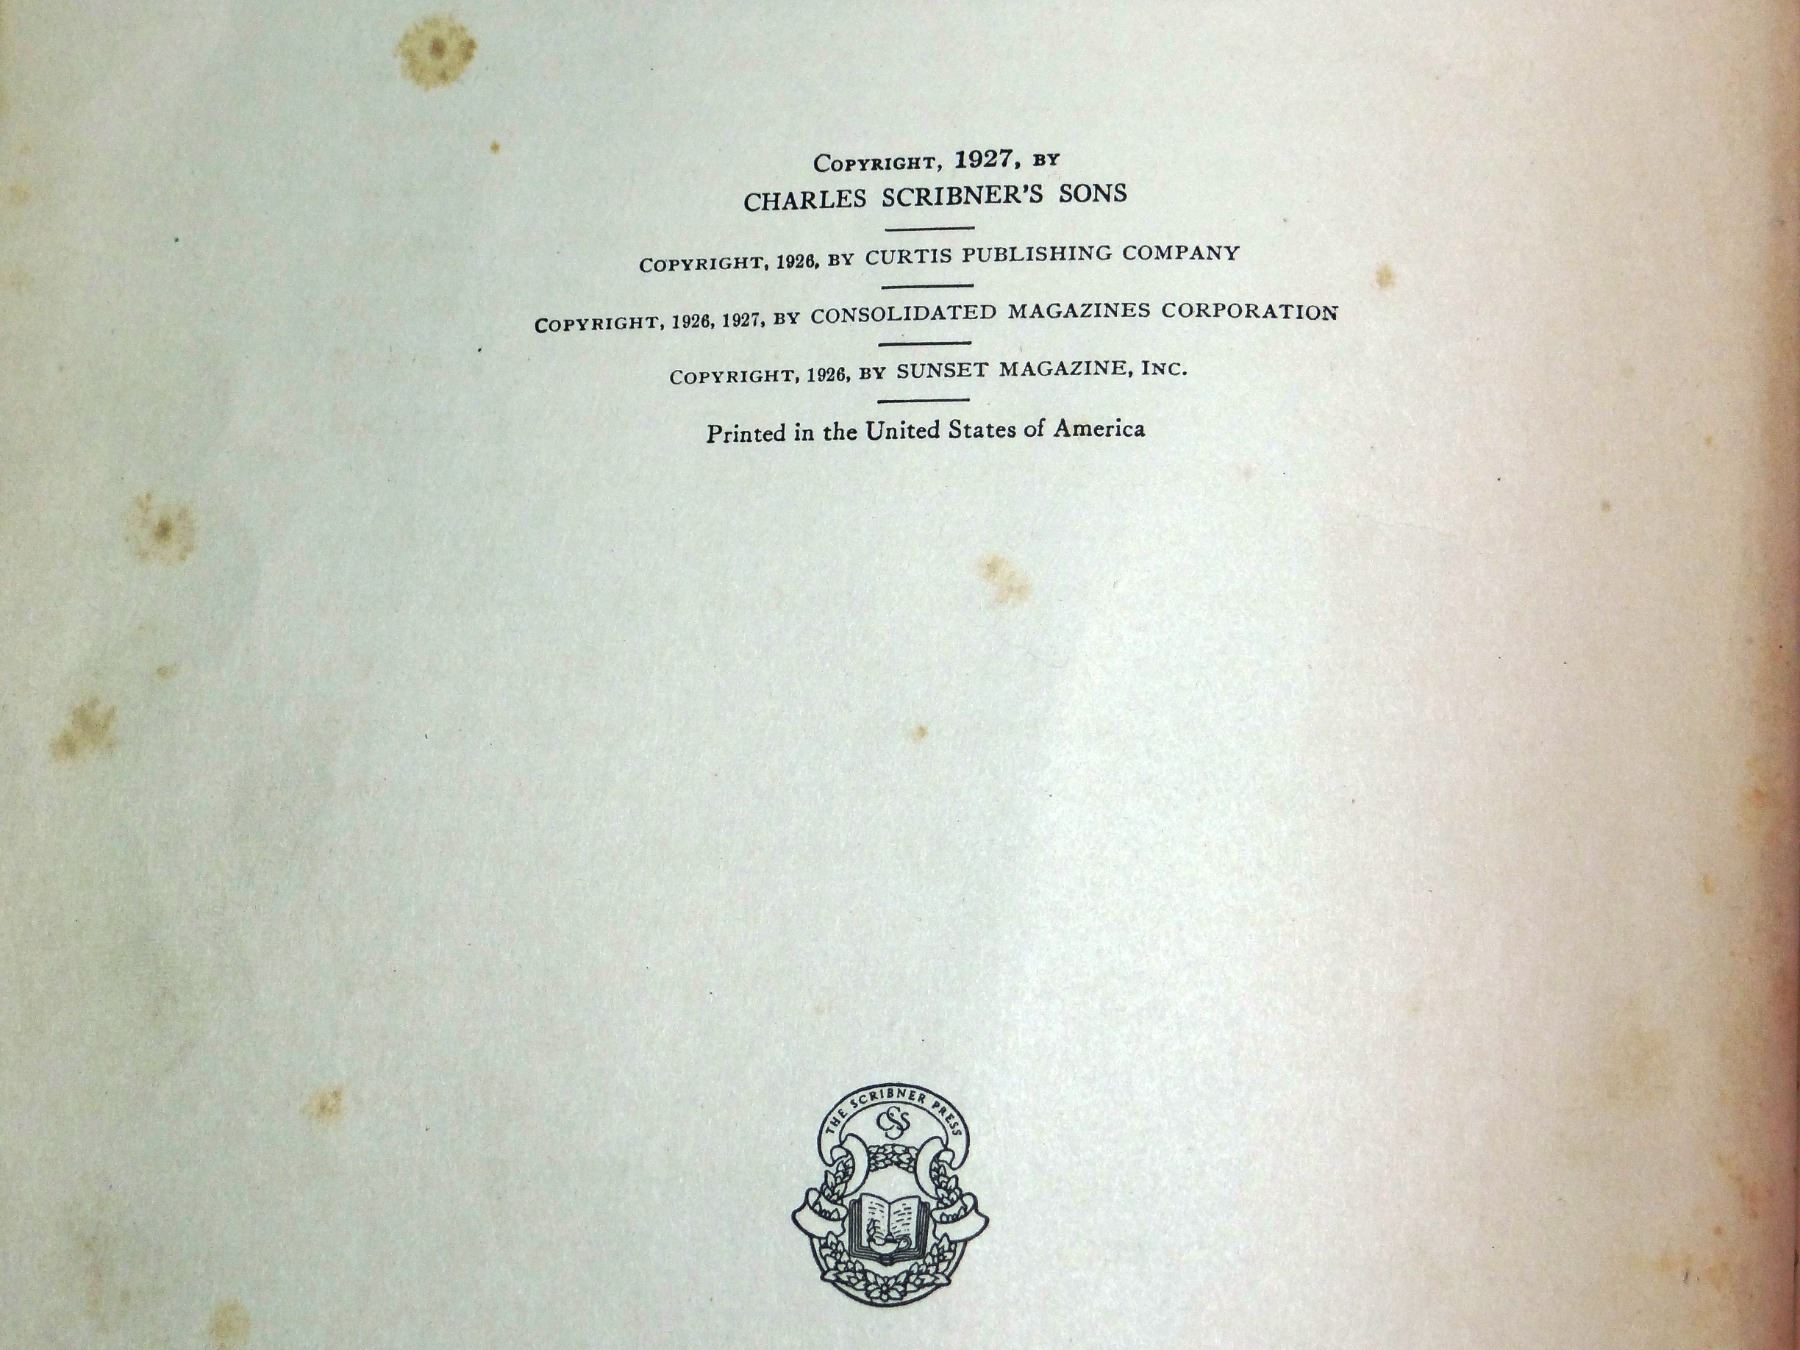 Copyright, 1927, by
CHARLES SCRIBNER'S SONS
Copyright, 1926, by CURTIS PUBLISHING COMPANY
Copyright, 1926, 1927, by CONSOLIDATED MAGAZINES CORPORATION
Copyright, 1926, by SUNSET MAGAZINE, Inc.
Printed in the United States of America
THE SCRIBNER PRESS
CSS